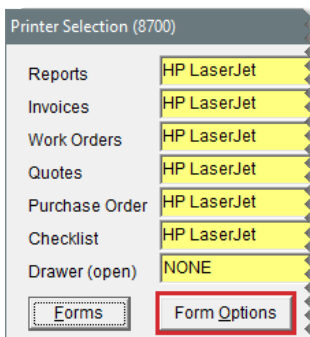 Printer Selection (8700)
Reports HP LaserJet
Invoices HP LaserJet
Work Orders HP LaserJet
Quotes HP LaserJet
Purchase Order HP LaserJet
Checklist HP LaserJet
Drawer (open) NONE
Forms Form Options